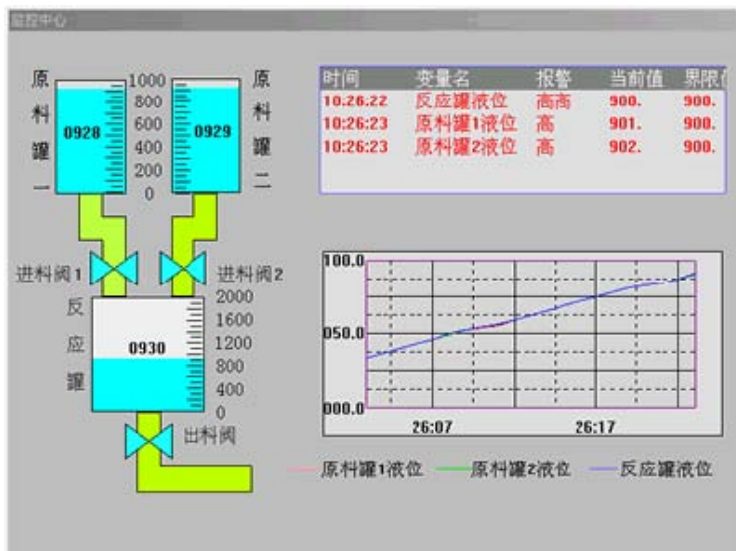 监控中心
原料罐一
0928
1000
800
600
400
200
0
0929
原料罐二
进料阀1
进料阀2
反应罐
0930
2000
1600
1200
800
400
0
出料阀
时间 变量名 报警 当前值 界限
10:26:22 反应罐液位 高高 900. 900.
10:26:23 原料罐1液位 高 901. 900.
10:26:23 原料罐2液位 高 902. 900.
100.0
050.0
000.0
26:07 26:17
原料罐1液位 原料罐2液位 反应罐液位